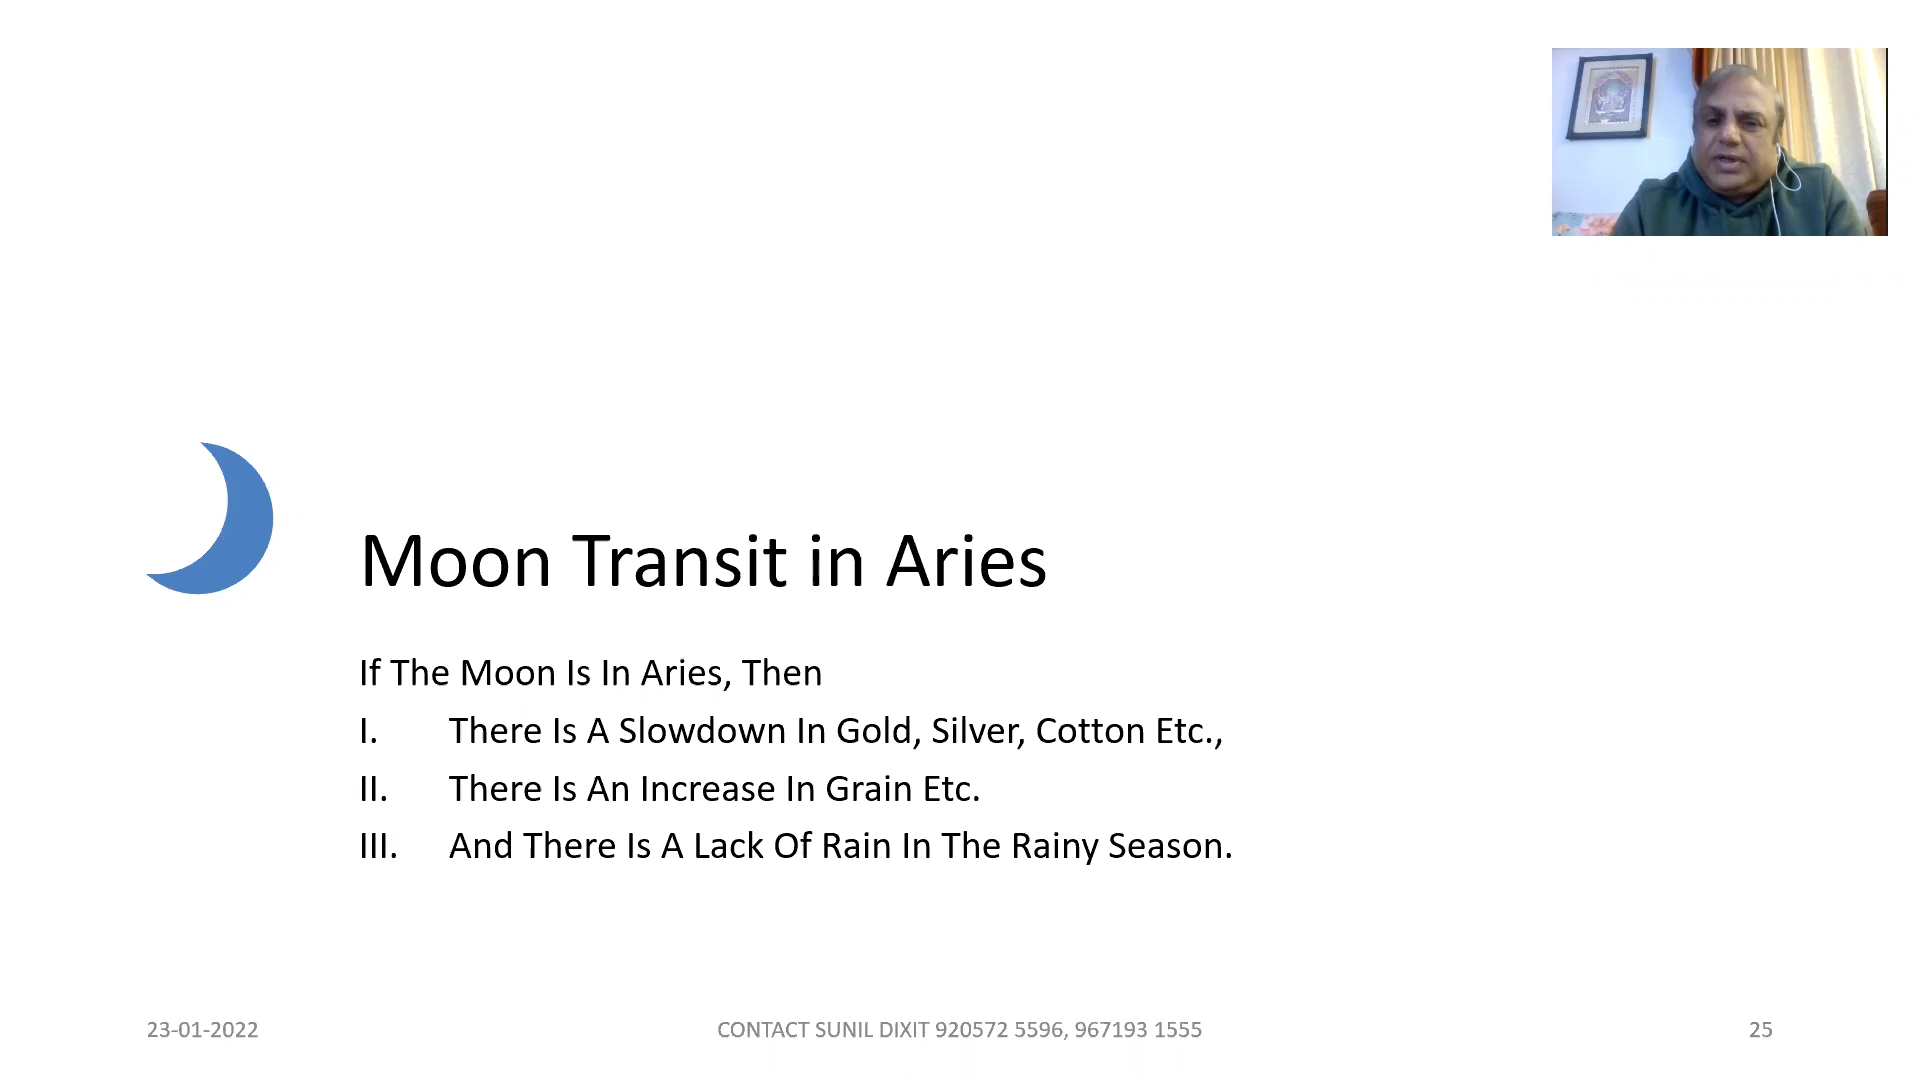 Moon Transit in Aries
If The Moon Is In Aries, Then
I. There Is A Slowdown In Gold, Silver, Cotton Etc.,
II. There Is An Increase In Grain Etc.
III. And There Is A Lack Of Rain In The Rainy Season.
23-01-2022
CONTACT SUNIL DIXIT 920572 5596, 967193 1555
25